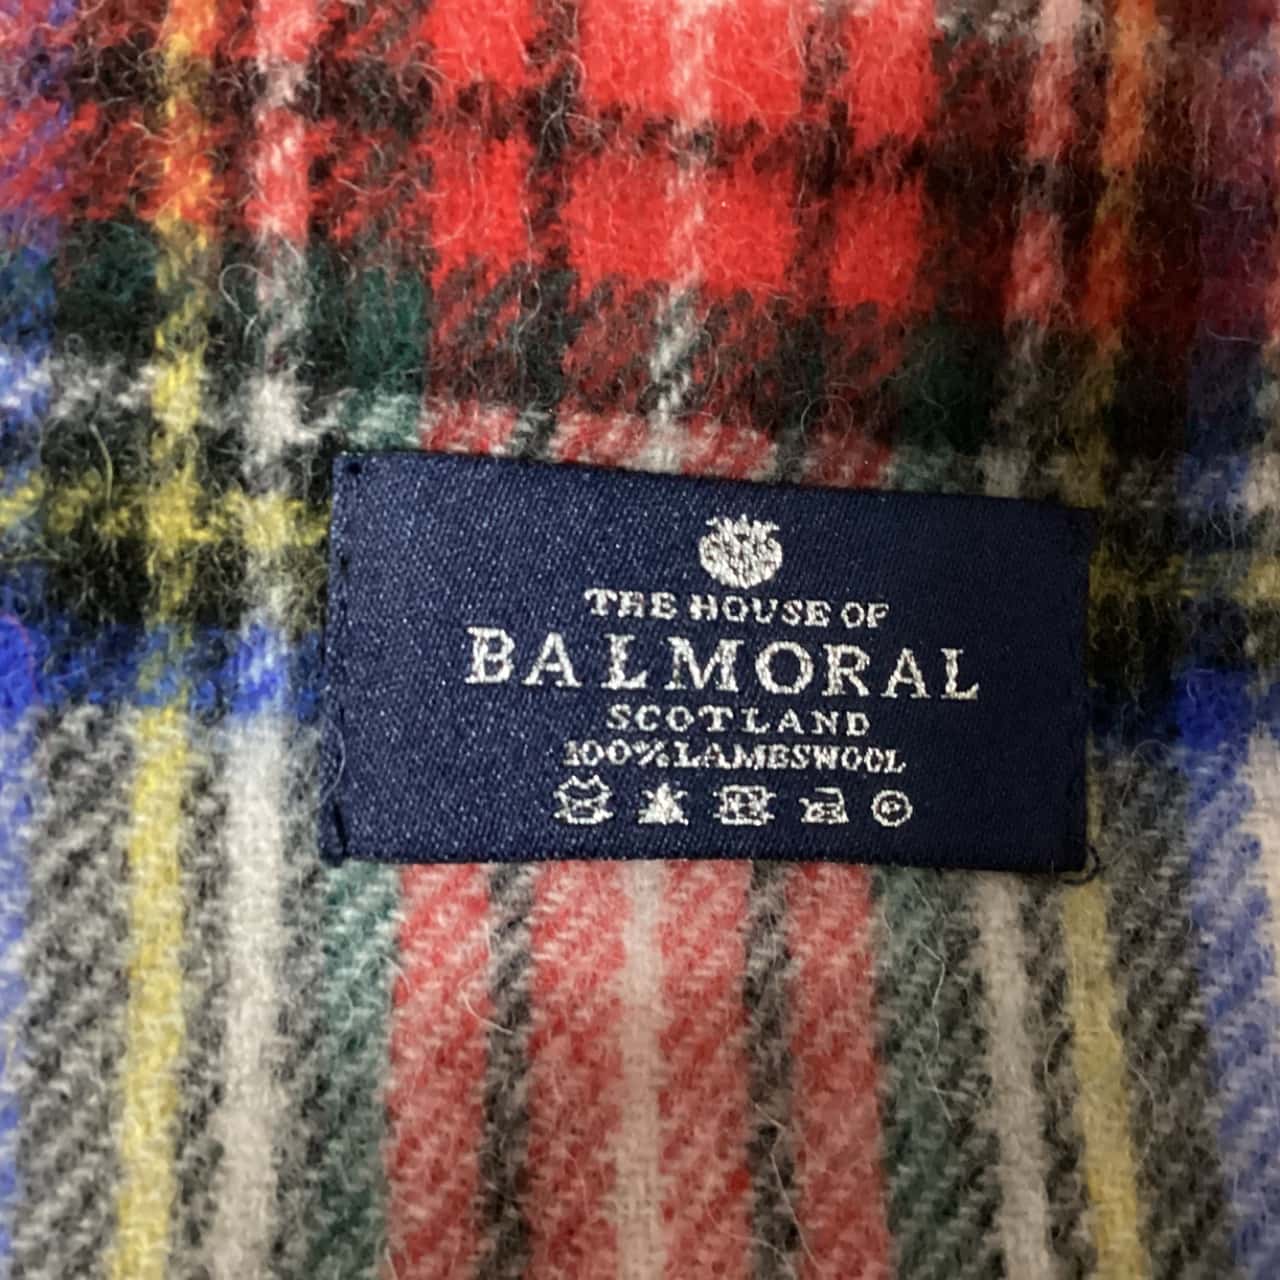 THE HOUSE OF
BALMORAL
SCOTLAND
100% LAMBSWOOL
P